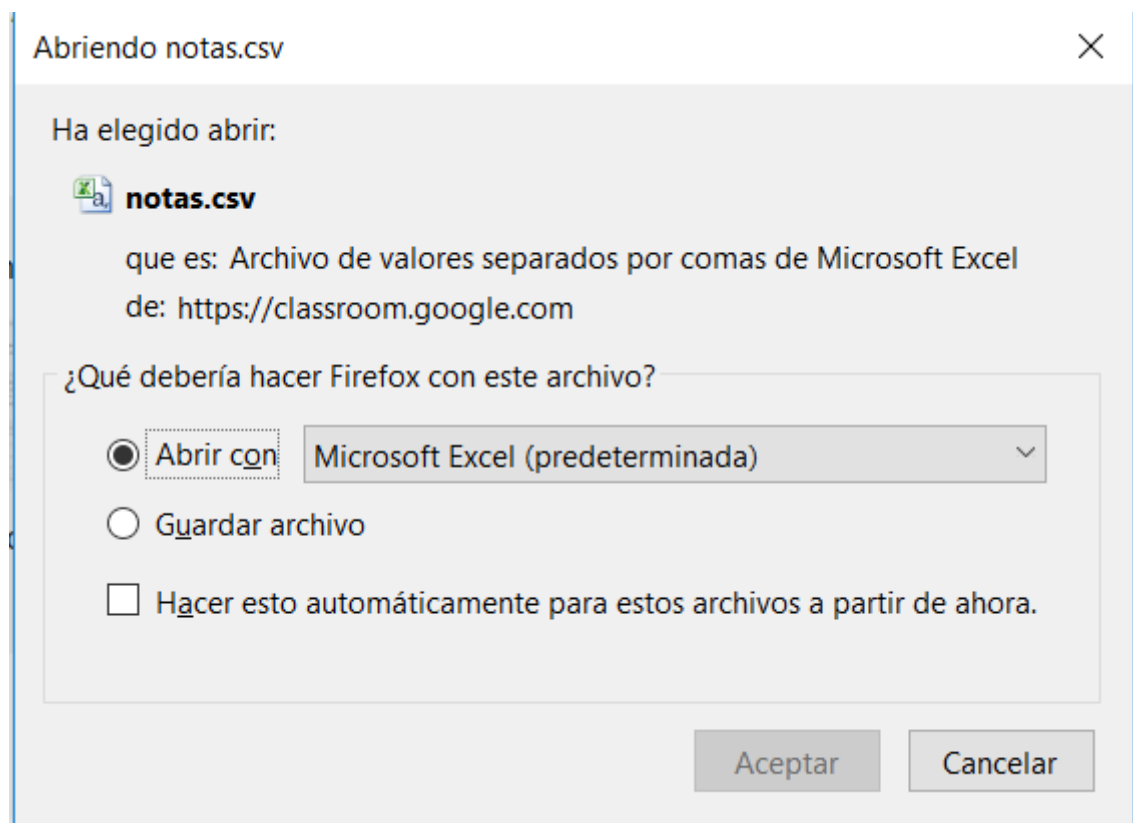 Abriendo notas.csv
Ha elegido abrir:
notas.csv
que es: Archivo de valores separados por comas de Microsoft Excel
de: https://classroom.google.com
¿Qué debería hacer Firefox con este archivo?
Abrir con Microsoft Excel (predeterminada)
Guardar archivo
Hacer esto automáticamente para estos archivos a partir de ahora.
Aceptar Cancelar